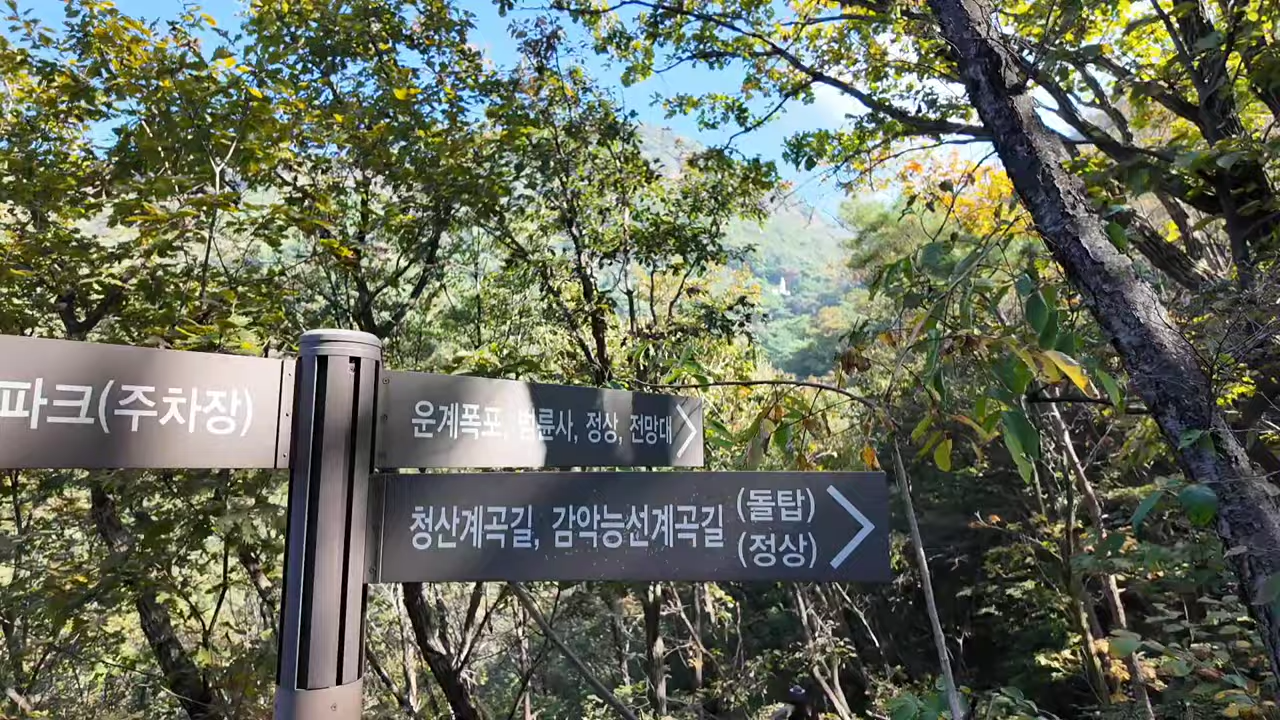 파크(주차장)
운계폭포, 범륜사, 정상, 전망대
청산계곡길, 감악능선계곡길 (돌탑)
(정상)